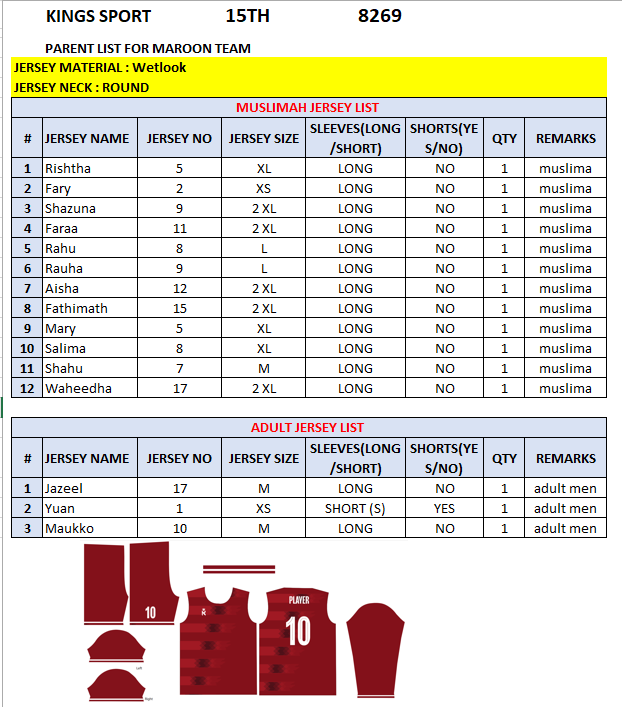 KINGS SPORT 15TH 8269
PARENT LIST FOR MAROON TEAM
JERSEY MATERIAL : Wetlook
JERSEY NECK : ROUND
MUSLIMAH JERSEY LIST
# JERSEY NAME JERSEY NO JERSEY SIZE SLEEVES(LONG/SHORT) SHORTS(YES/NO) QTY REMARKS
1 Rishtha 5 XL LONG NO 1 muslima
2 Fary 2 XS LONG NO 1 muslima
3 Shazuna 9 2 XL LONG NO 1 muslima
4 Faraa 11 2 XL LONG NO 1 muslima
5 Rahu 8 L LONG NO 1 muslima
6 Rauha 9 L LONG NO 1 muslima
7 Aisha 12 2 XL LONG NO 1 muslima
8 Fathimath 15 2 XL LONG NO 1 muslima
9 Mary 5 XL LONG NO 1 muslima
10 Salima 8 XL LONG NO 1 muslima
11 Shahu 7 M LONG NO 1 muslima
12 Waheedha 17 2 XL LONG NO 1 muslima
ADULT JERSEY LIST
# JERSEY NAME JERSEY NO JERSEY SIZE SLEEVES(LONG/SHORT) SHORTS(YES/NO) QTY REMARKS
1 Jazeel 17 M LONG NO 1 adult men
2 Yuan 1 XS SHORT (S) YES 1 adult men
3 Maukko 10 M LONG NO 1 adult men
PLAYER
10
10
Left
Right